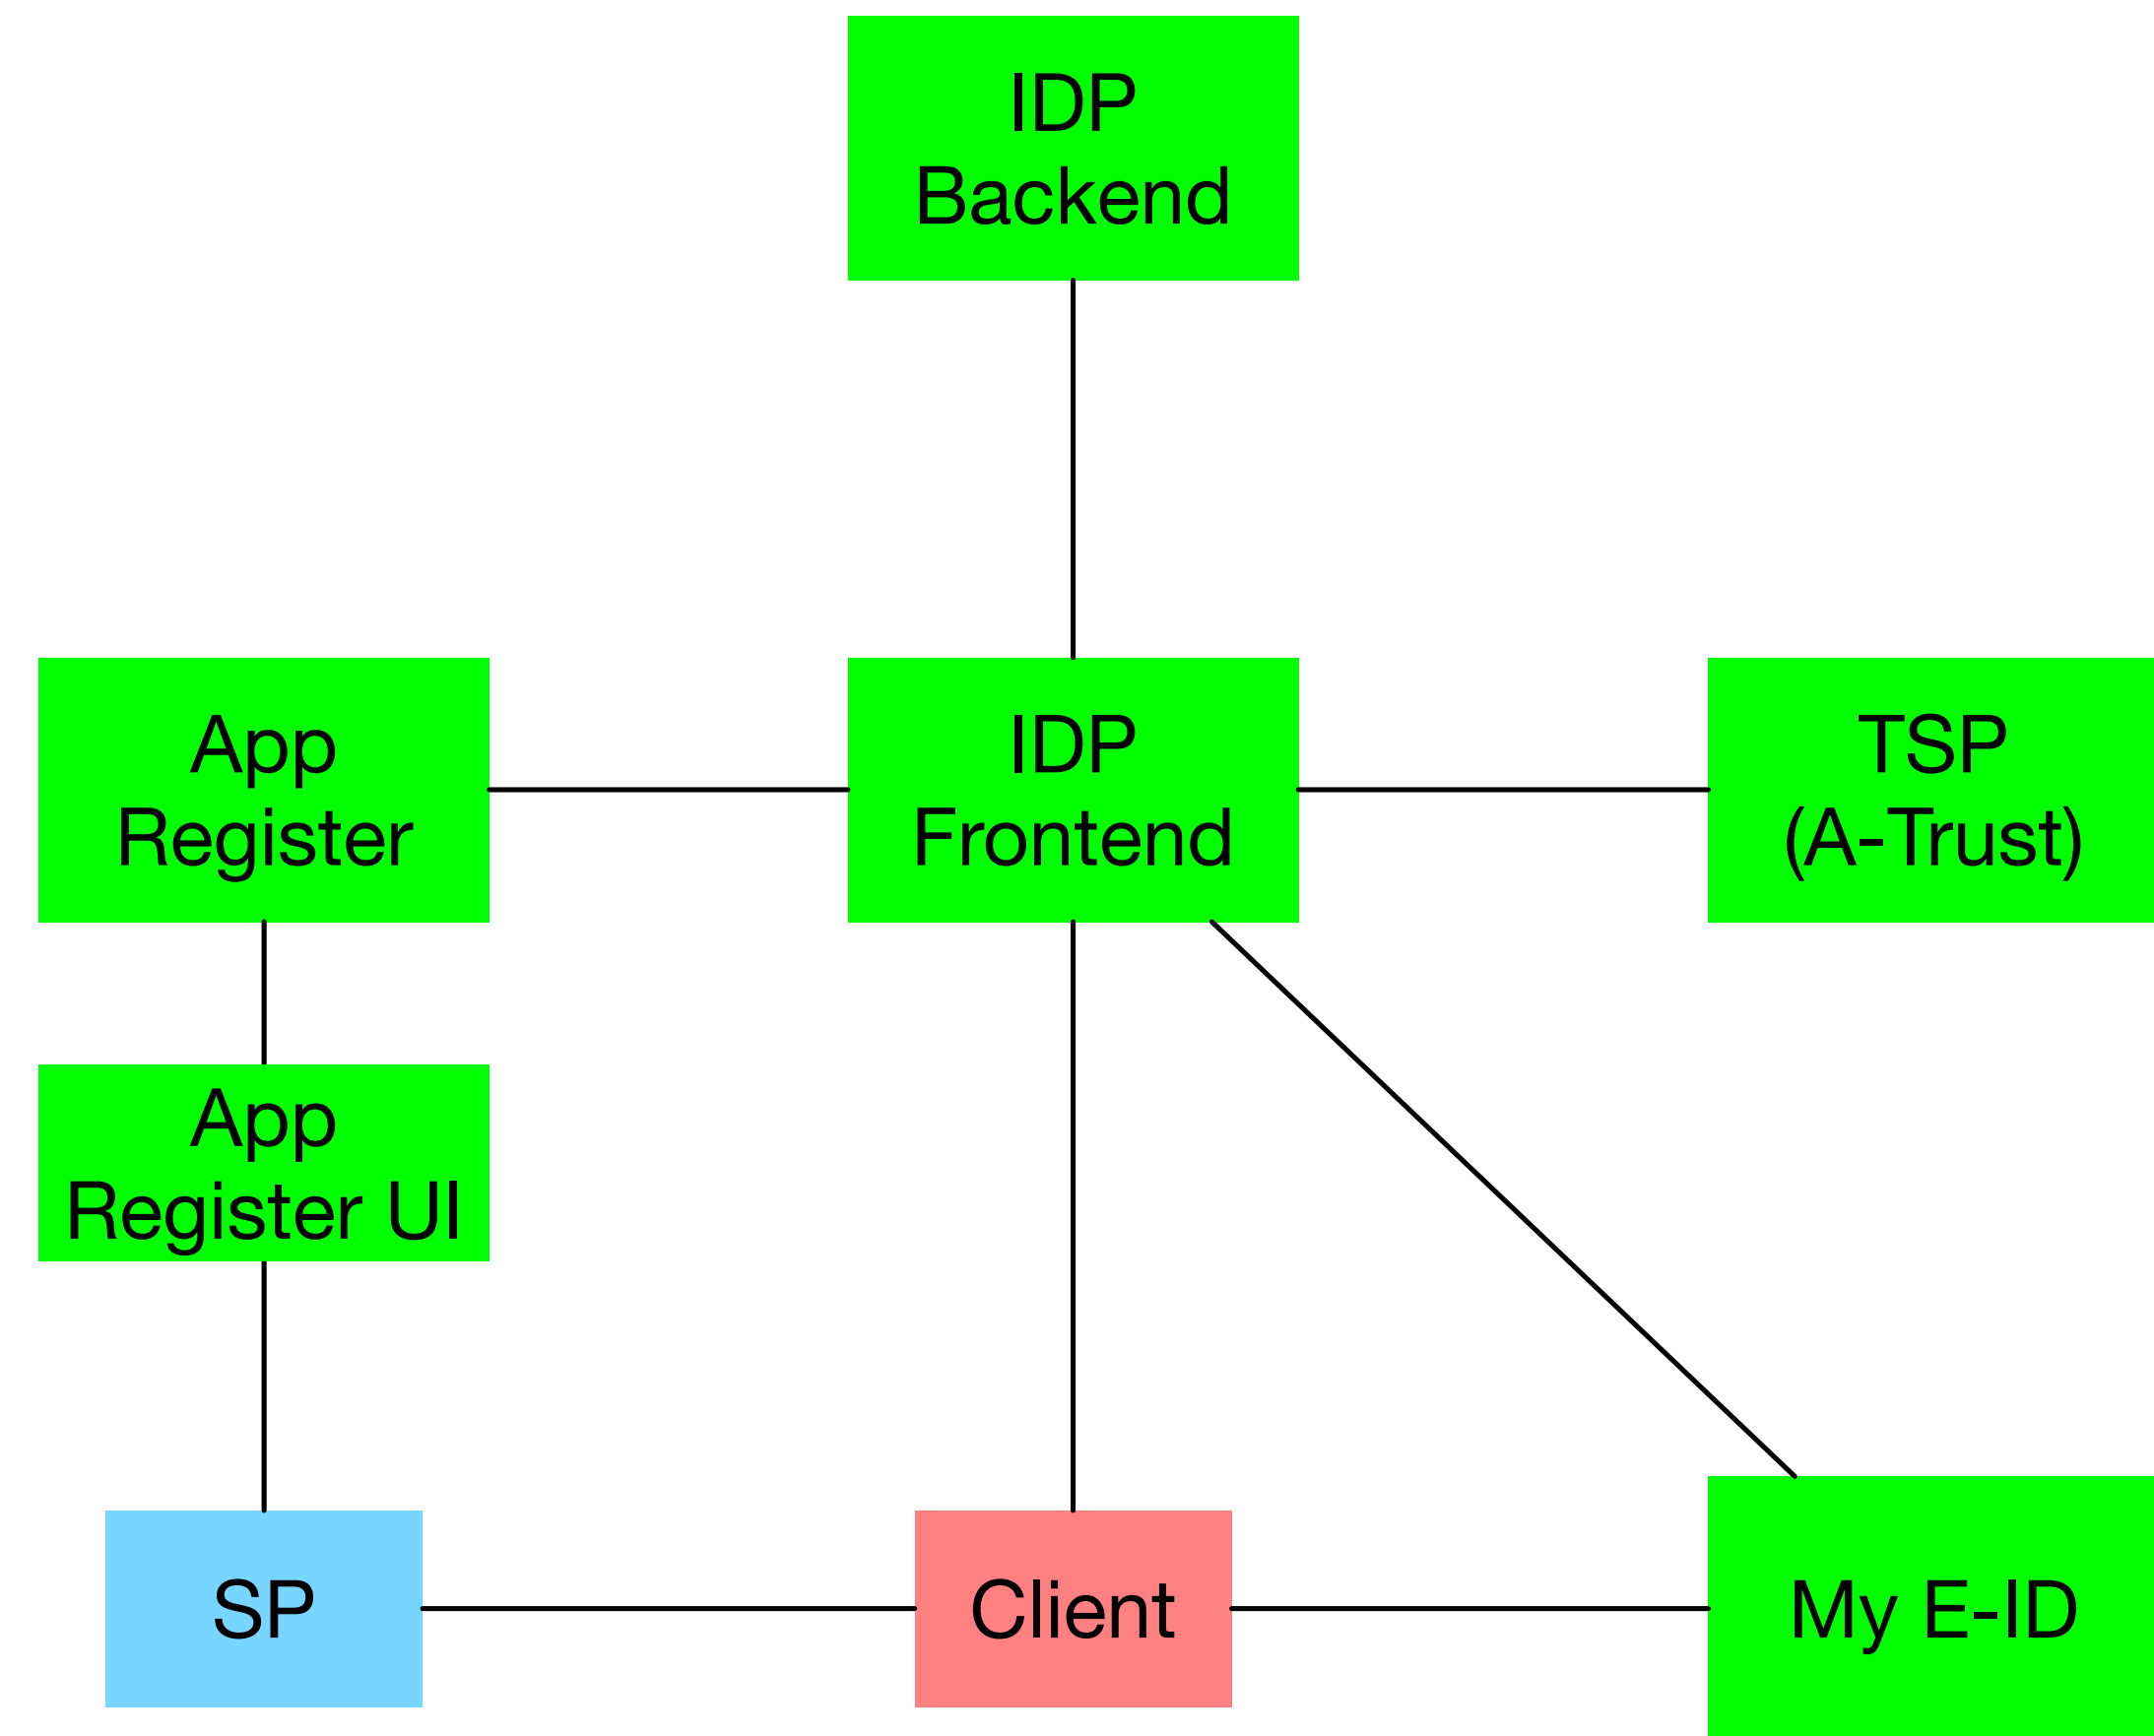 IDP
Backend
App
Register
IDP
Frontend
TSP
(A-Trust)
App
Register UI
SP
Client
My E-ID